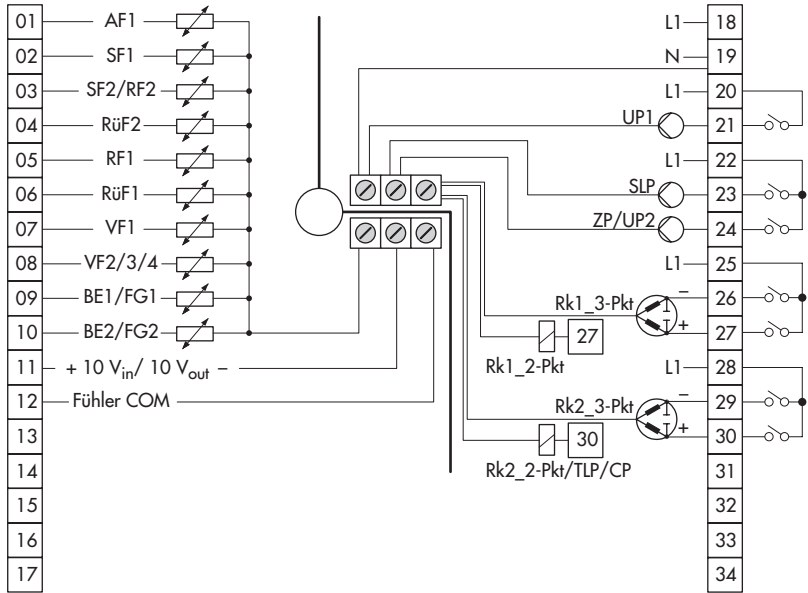 01 AF1 L1 18
02 SF1 N 19
03 SF2/RF2 L1 20
04 RüF2 UP1 21
05 RF1 L1 22
06 RüF1 SLP 23
07 VF1 ZP/UP2 24
08 VF2/3/4 L1 25
09 BE1/FG1 Rk1_3-Pkt – 26
10 BE2/FG2 27 + 27
Rk1_2-Pkt
11 + 10 Vin/ 10 Vout – L1 28
12 Fühler COM Rk2_3-Pkt – 29
13 30 + 30
Rk2_2-Pkt/TLP/CP
14 31
15 32
16 33
17 34